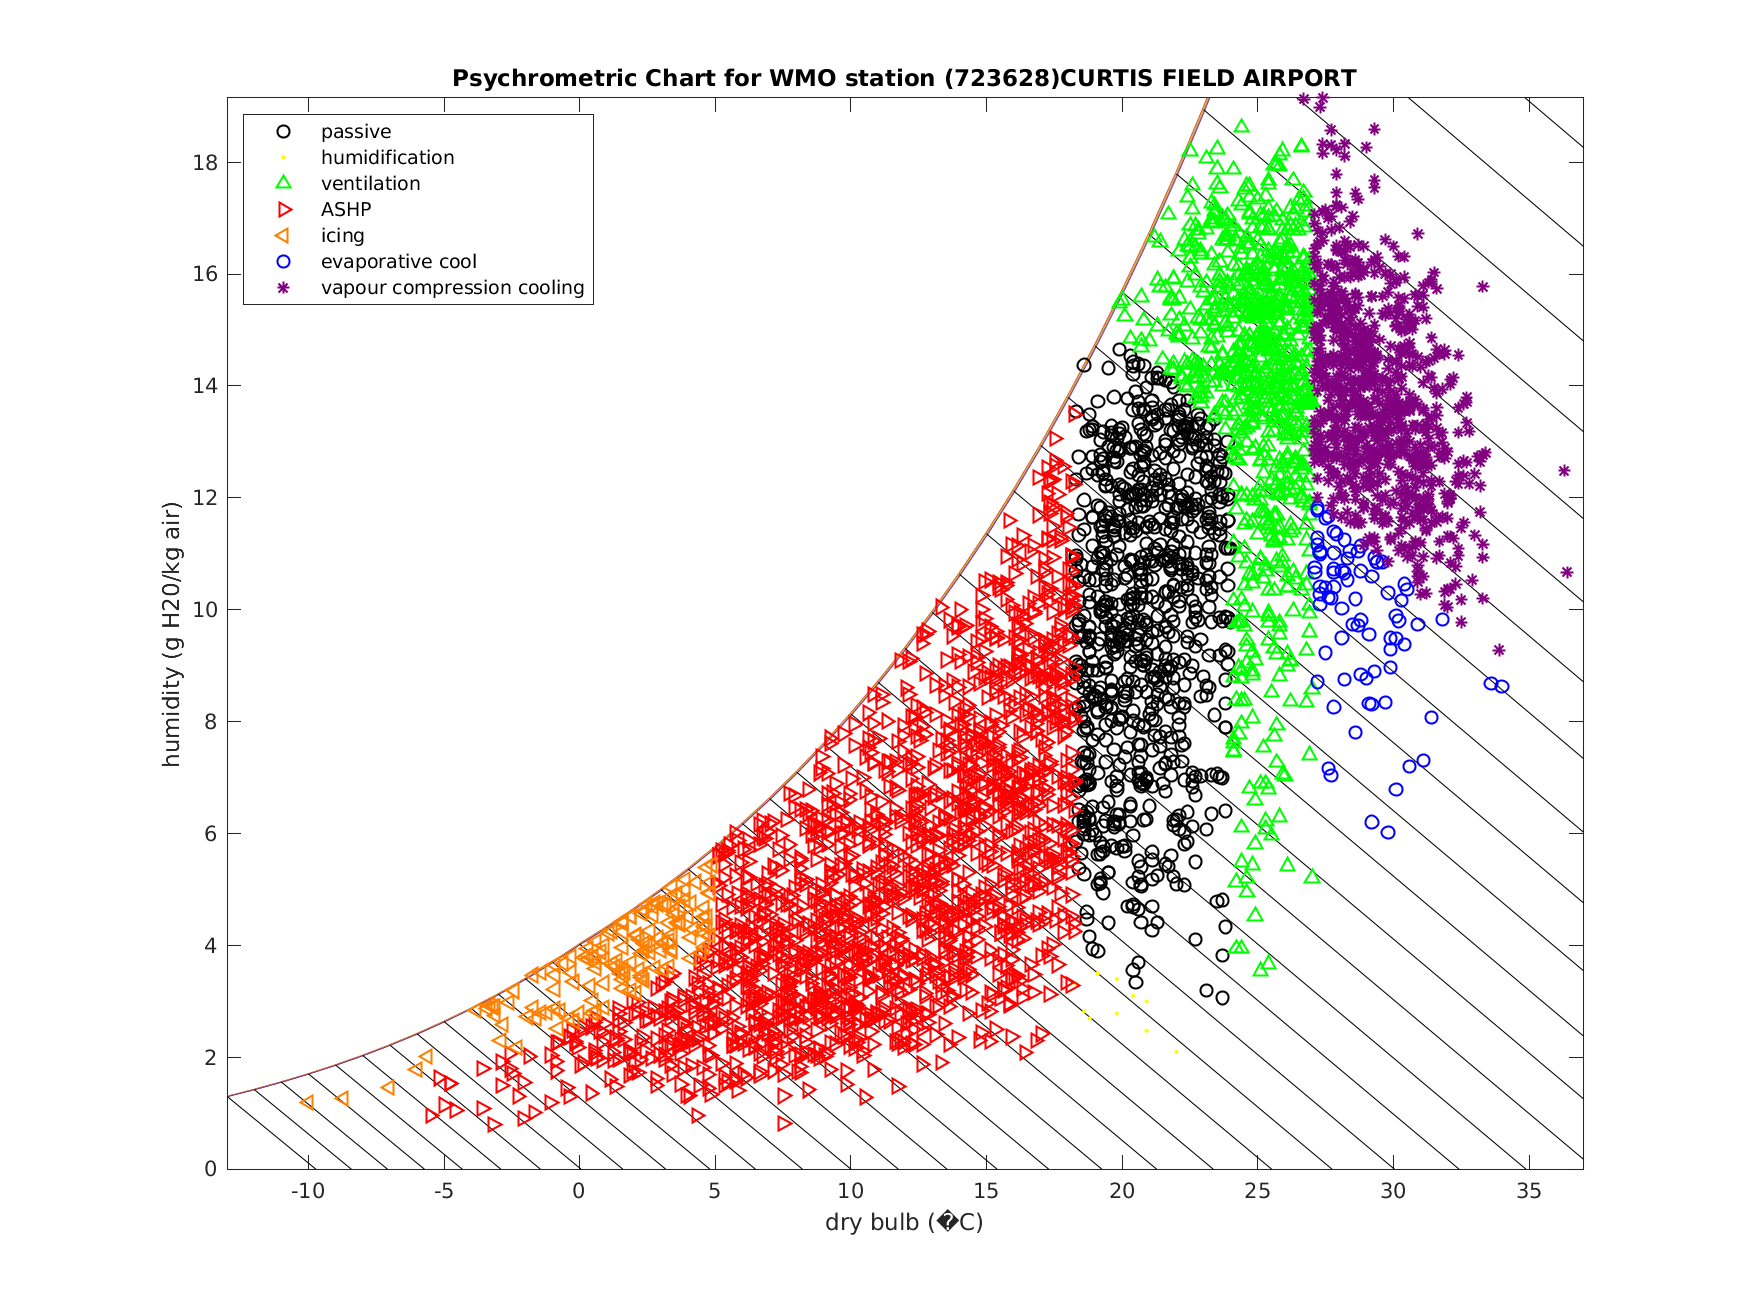 Psychrometric Chart for WMO station (723628)CURTIS FIELD AIRPORT
passive
humidification
ventilation
ASHP
icing
evaporative cool
vapour compression cooling
18
16
14
12
10
8
6
4
2
0
humidity (g H20/kg air)
-10 -5 0 5 10 15 20 25 30 35
dry bulb (�C)